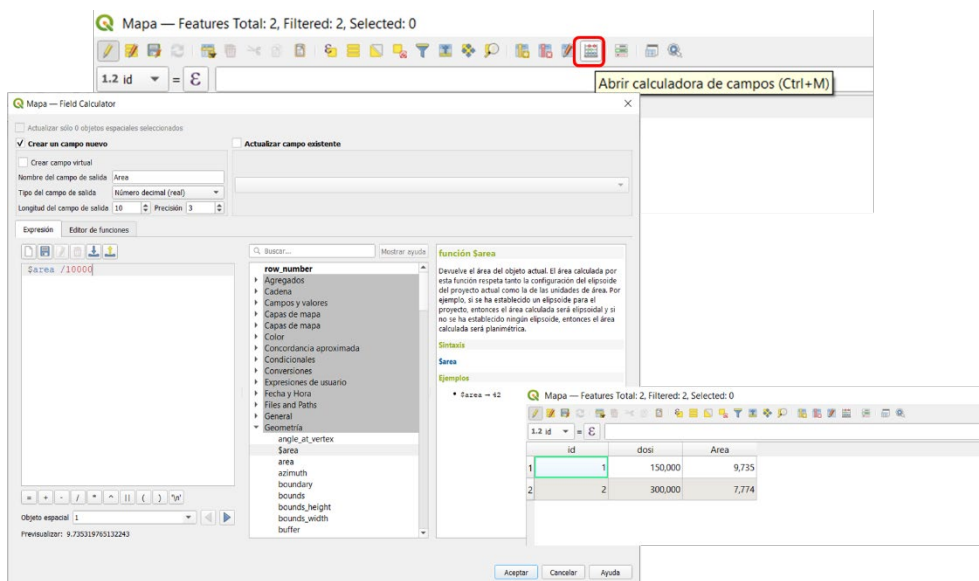 Mapa — Features Total: 2, Filtered: 2, Selected: 0
1.2 id = ε
Abrir calculadora de campos (Ctrl+M)
Mapa — Field Calculator
Actualizar sólo 0 objetos espaciales seleccionados
Crear un campo nuevo
Actualizar campo existente
Crear campo virtual
Nombre del campo de salida Area
Tipo del campo de salida Número decimal (real)
Longitud del campo de salida 10 Precisión 3
Expresión Editor de funciones
$area /10000
= + - / * ^ || ( ) '\n'
Objeto espacial 1
Previsualizar: 9.735319765132243
Buscar... Mostrar ayuda
row_number
Agregados
Cadena
Campos y valores
Capas de mapa
Capas de mapa
Color
Concordancia aproximada
Condicionales
Conversiones
Expresiones de usuario
Fecha y Hora
Files and Paths
General
Geometría
angle_at_vertex
$area
area
azimuth
boundary
bounds
bounds_height
bounds_width
buffer
función $area
Devuelve el área del objeto actual. El área calculada por
esta función respeta tanto la configuración del elipsoide
del proyecto actual como la de las unidades de área. Por
ejemplo, si se ha establecido un elipsoide para el
proyecto, entonces el área calculada será elipsoidal y si
no se ha establecido ningún elipsoide, entonces el área
calculada será planimétrica.
Sintaxis
$area
Ejemplos
• $area → 42
Aceptar Cancelar Ayuda
Mapa — Features Total: 2, Filtered: 2, Selected: 0
1.2 id = ε
id dosi Area
1 1 150,000 9,735
2 2 300,000 7,774